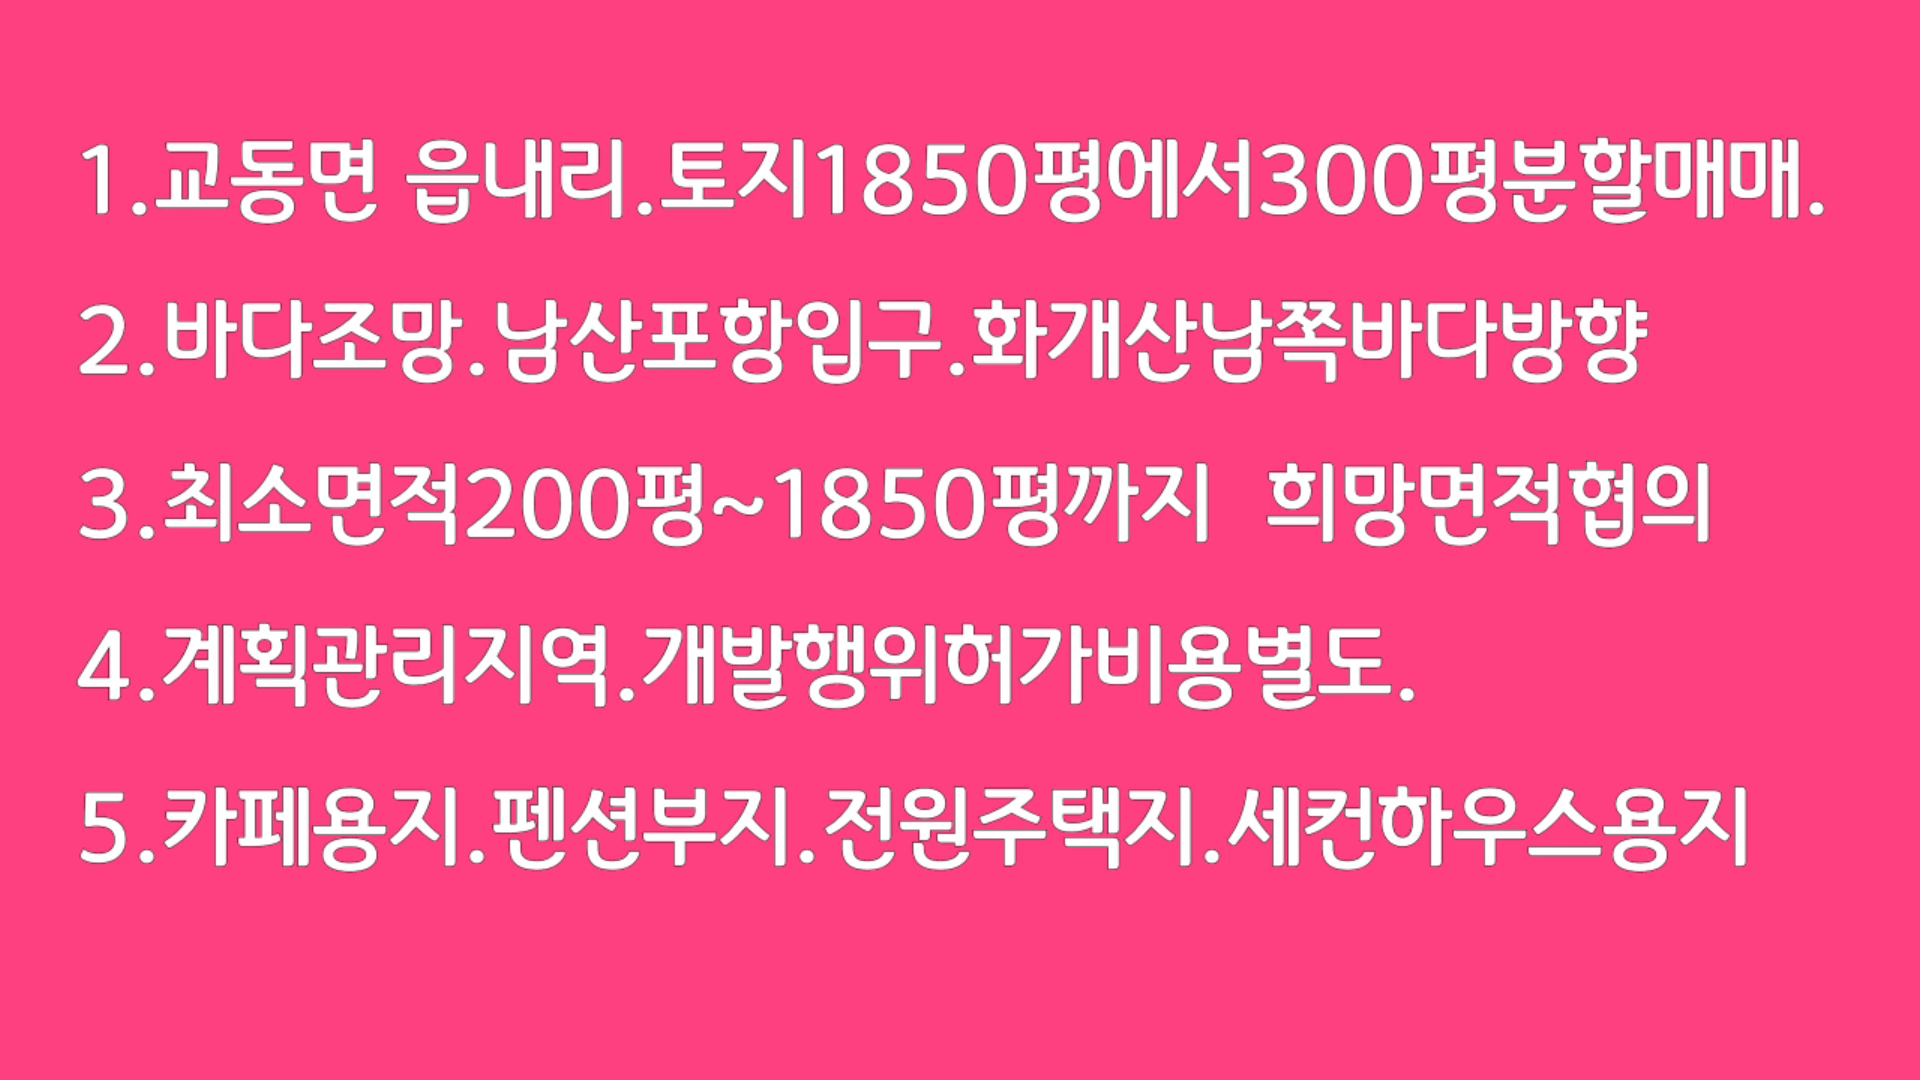 1.교동면 읍내리.토지1850평에서300평분할매매.
2.바다조망.남산포항입구.화개산남쪽바다방향
3.최소면적200평~1850평까지  희망면적협의
4.계획관리지역.개발행위허가비용별도.
5.카페용지.펜션부지.전원주택지.세컨하우스용지